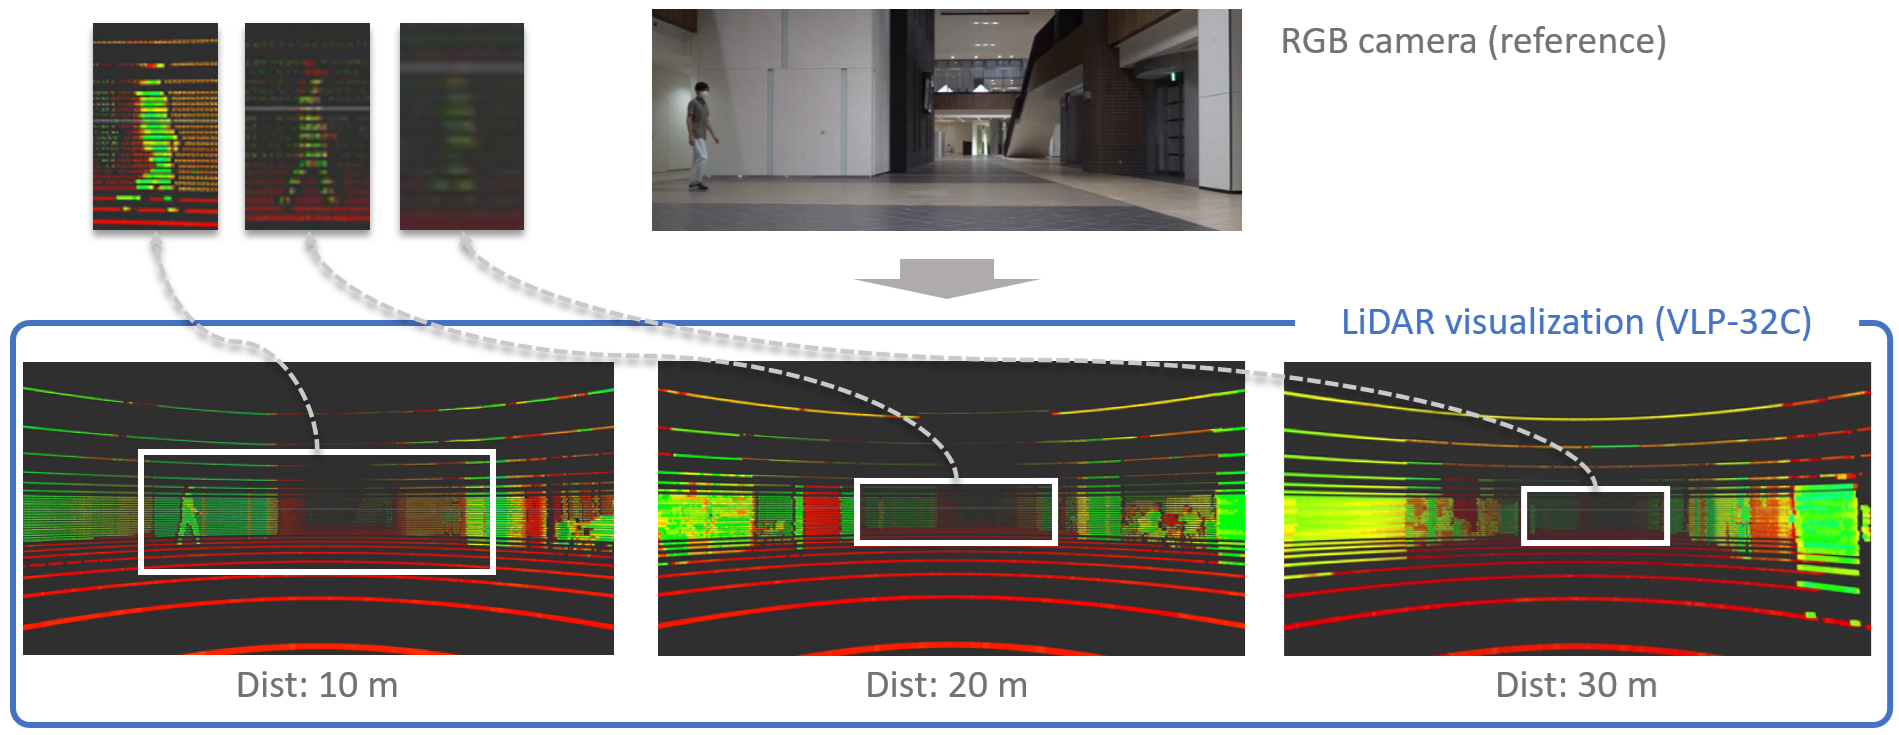 RGB camera (reference)
LiDAR visualization (VLP-32C)
Dist: 10 m
Dist: 20 m
Dist: 30 m